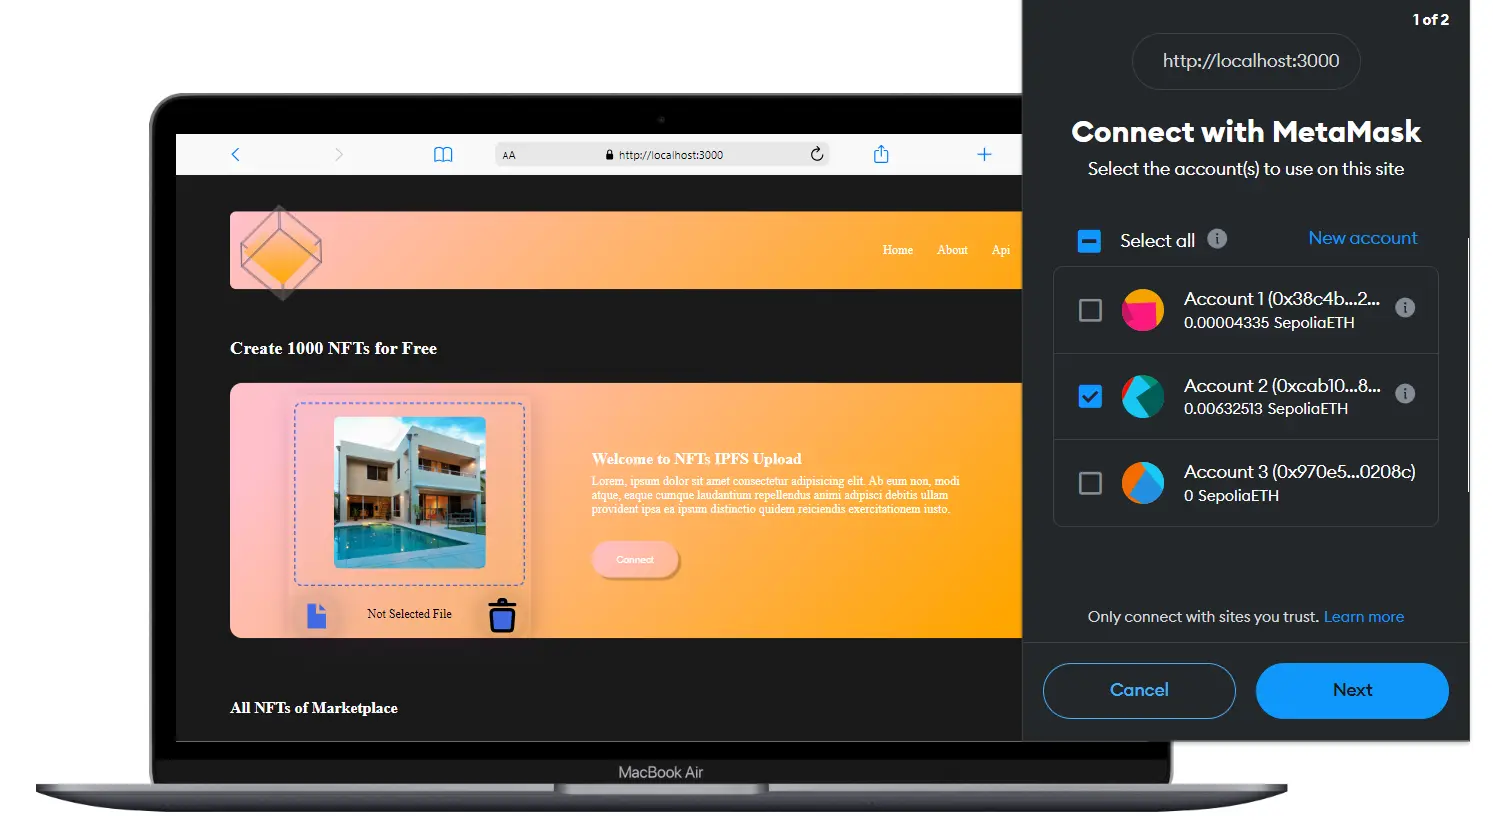 1 of 2
http://localhost:3000
Connect with MetaMask
Select the account(s) to use on this site
Select all
New account
Account 1 (0x38c4b...2...
0.00004335 SepoliaETH
Account 2 (0xcab10...8...
0.00632513 SepoliaETH
Account 3 (0x970e5...0208c)
0 SepoliaETH
Only connect with sites you trust. Learn more
Cancel
Next
AA
http://localhost:3000
Home
About
Api
Create 1000 NFTs for Free
Welcome to NFTs IPFS Upload
Lorem, ipsum dolor sit amet consectetur adipisicing elit. Ab eum non, modi
atque, eaque cumque laudantium repellendus animi adipisci debitis ullam
provident ipsa ea ipsum distinctio quidem reiciendis exercitationem iusto.
Connect
Not Selected File
All NFTs of Marketplace
MacBook Air